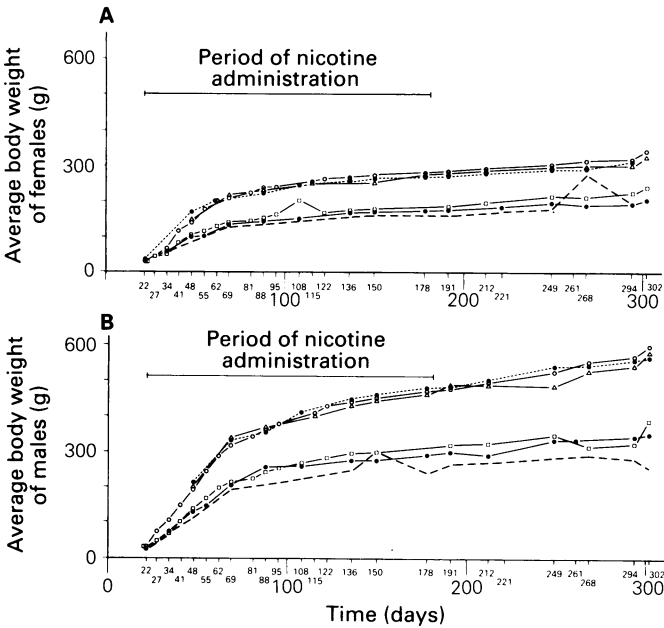 A
Average body weight
of females (g)
600
300
0
Period of nicotine
administration
22 34 48 62 81 95 108 122 136 150 178 191 212 249 261 294 302
27 41 55 69 88 100 115 200 221 268 300
B
Average body weight
of males (g)
600
300
0
Period of nicotine
administration
22 34 48 62 81 95 108 122 136 150 178 191 212 249 261 294 302
27 41 55 69 88 115 221 268
0 100 200 300
Time (days)